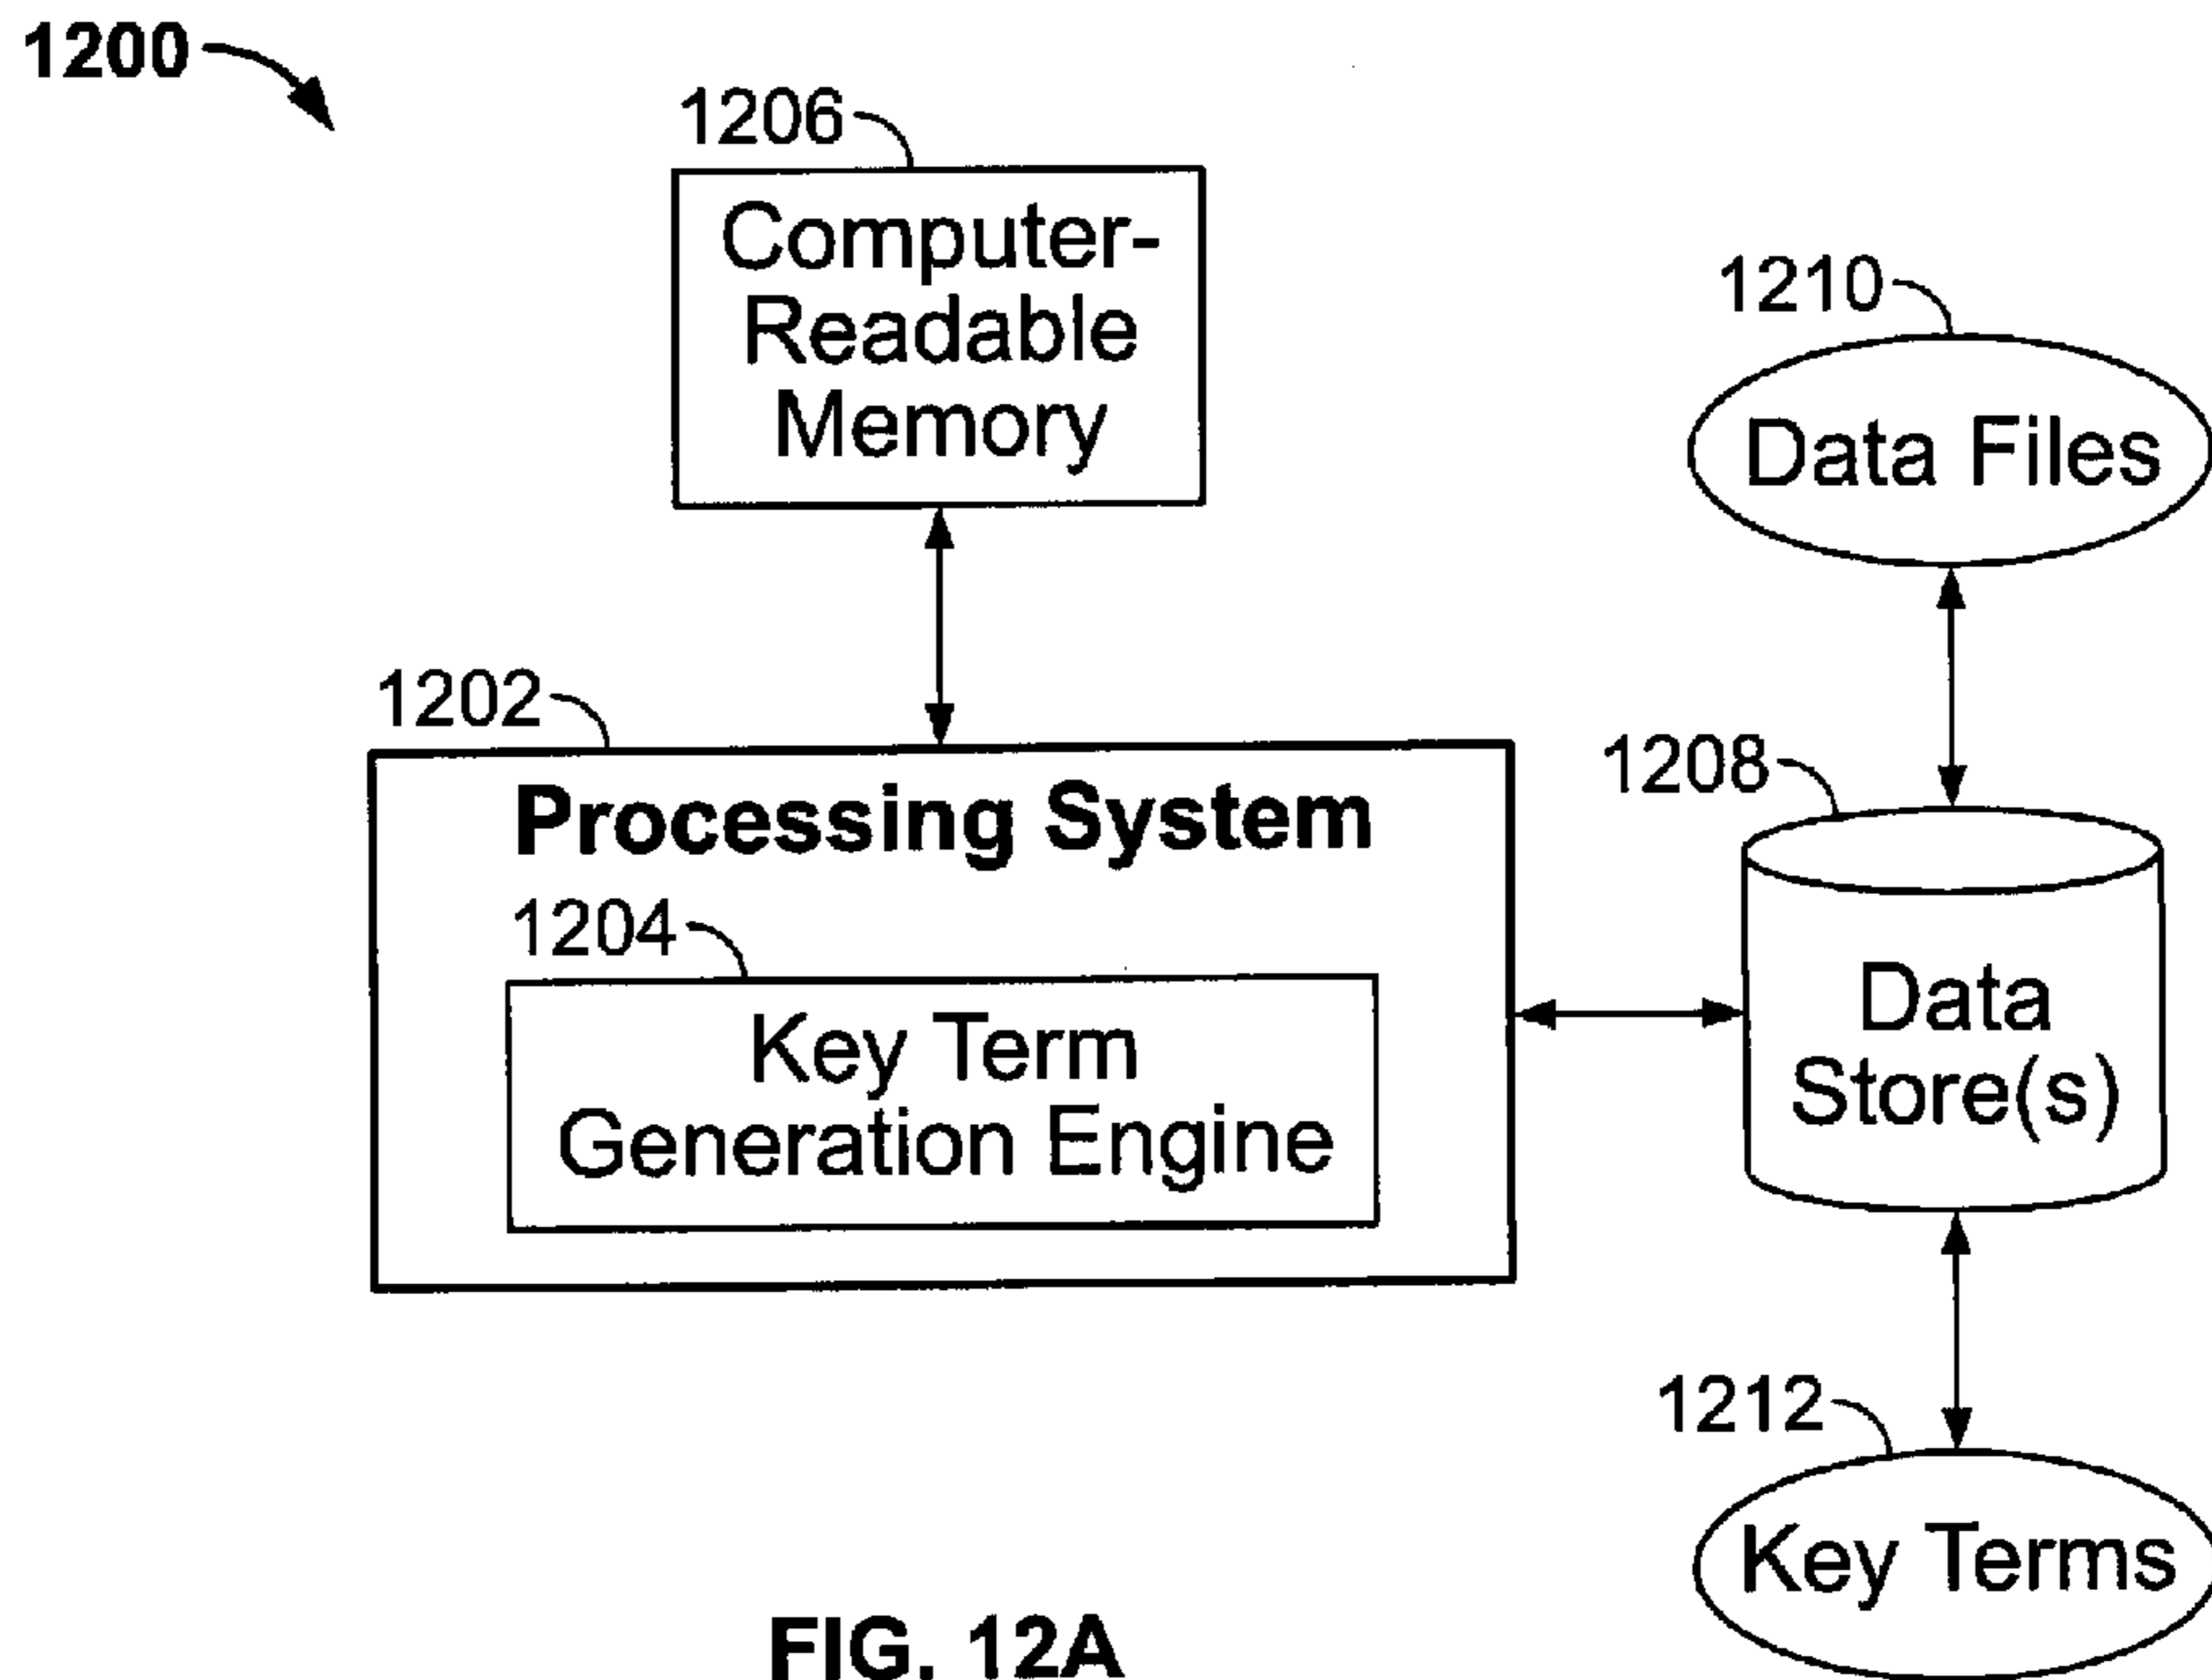 1200
1206
Computer-
Readable
Memory
1210
Data Files
1202
Processing System
1208
1204
Key Term
Generation Engine
Data
Store(s)
1212
Key Terms
FIG. 12A